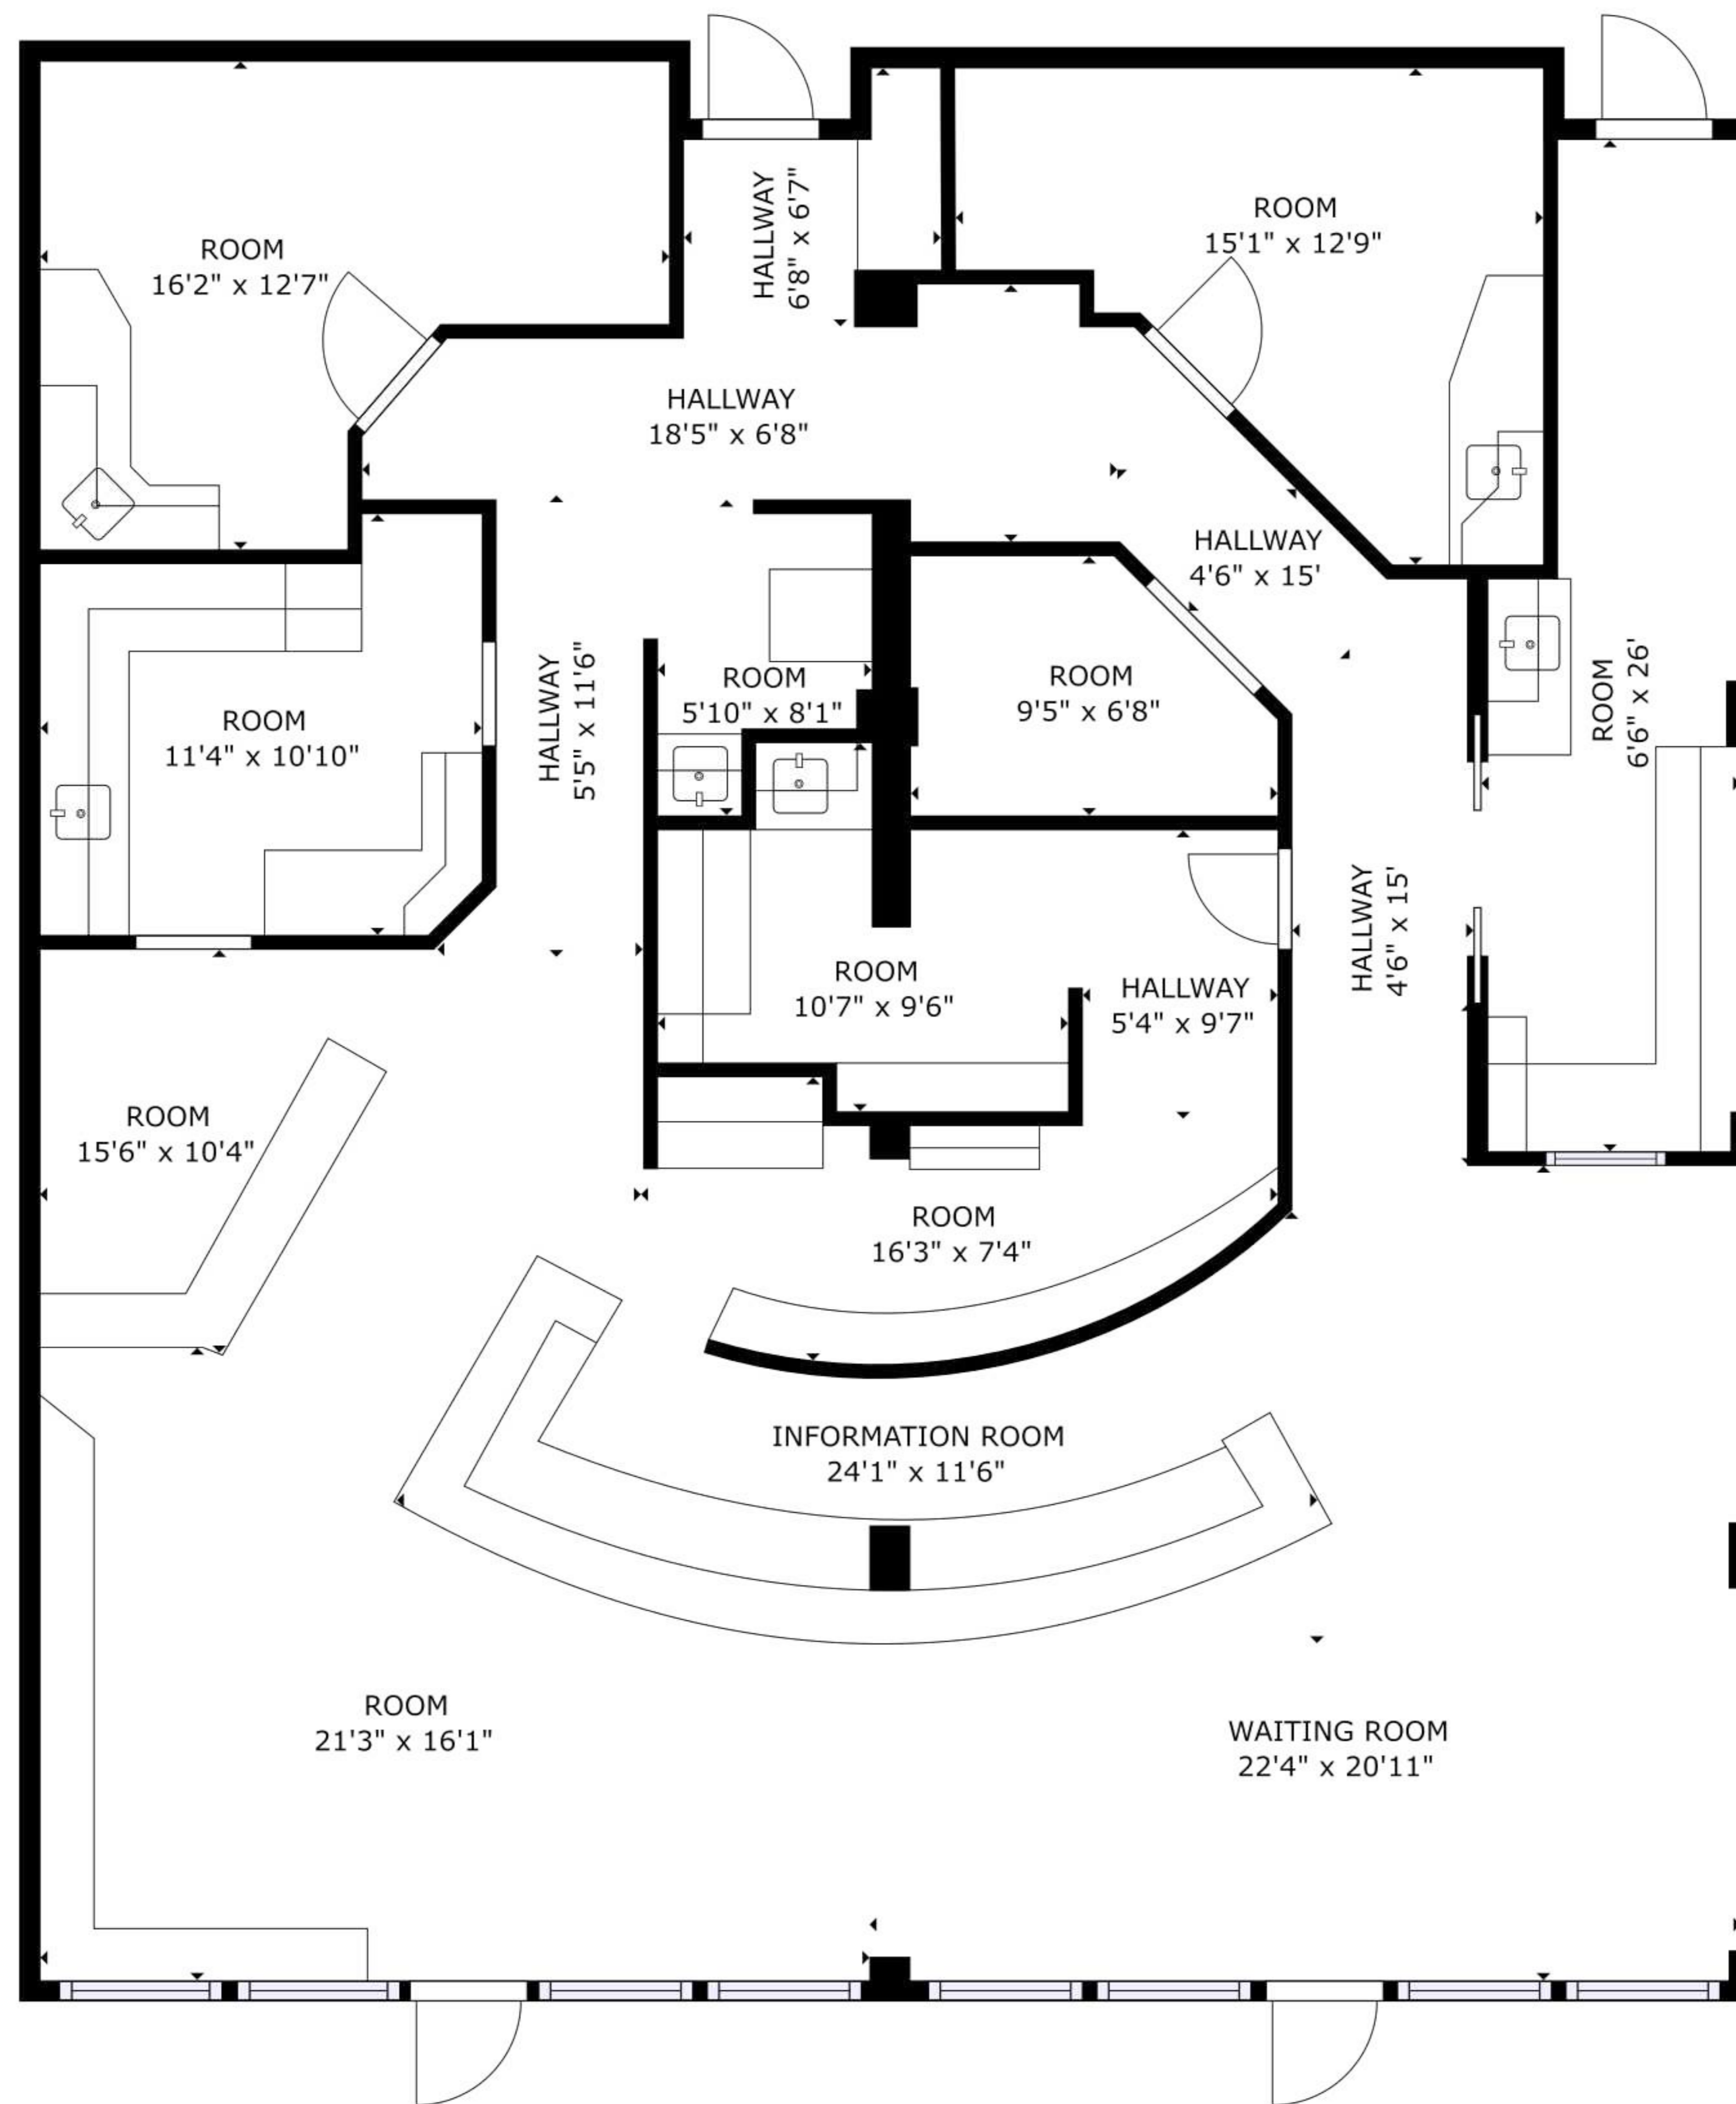 HALLWAY
6'8" x 6'7"
ROOM
15'1" x 12'9"
ROOM
16'2" x 12'7"
HALLWAY
18'5" x 6'8"
HALLWAY
4'6" x 15'
ROOM
11'4" x 10'10"
HALLWAY
5'5" x 11'6"
ROOM
5'10" x 8'1"
ROOM
9'5" x 6'8"
ROOM
6'6" x 26'
ROOM
10'7" x 9'6"
HALLWAY
5'4" x 9'7"
HALLWAY
4'6" x 15'
ROOM
15'6" x 10'4"
ROOM
16'3" x 7'4"
INFORMATION ROOM
24'1" x 11'6"
ROOM
21'3" x 16'1"
WAITING ROOM
22'4" x 20'11"